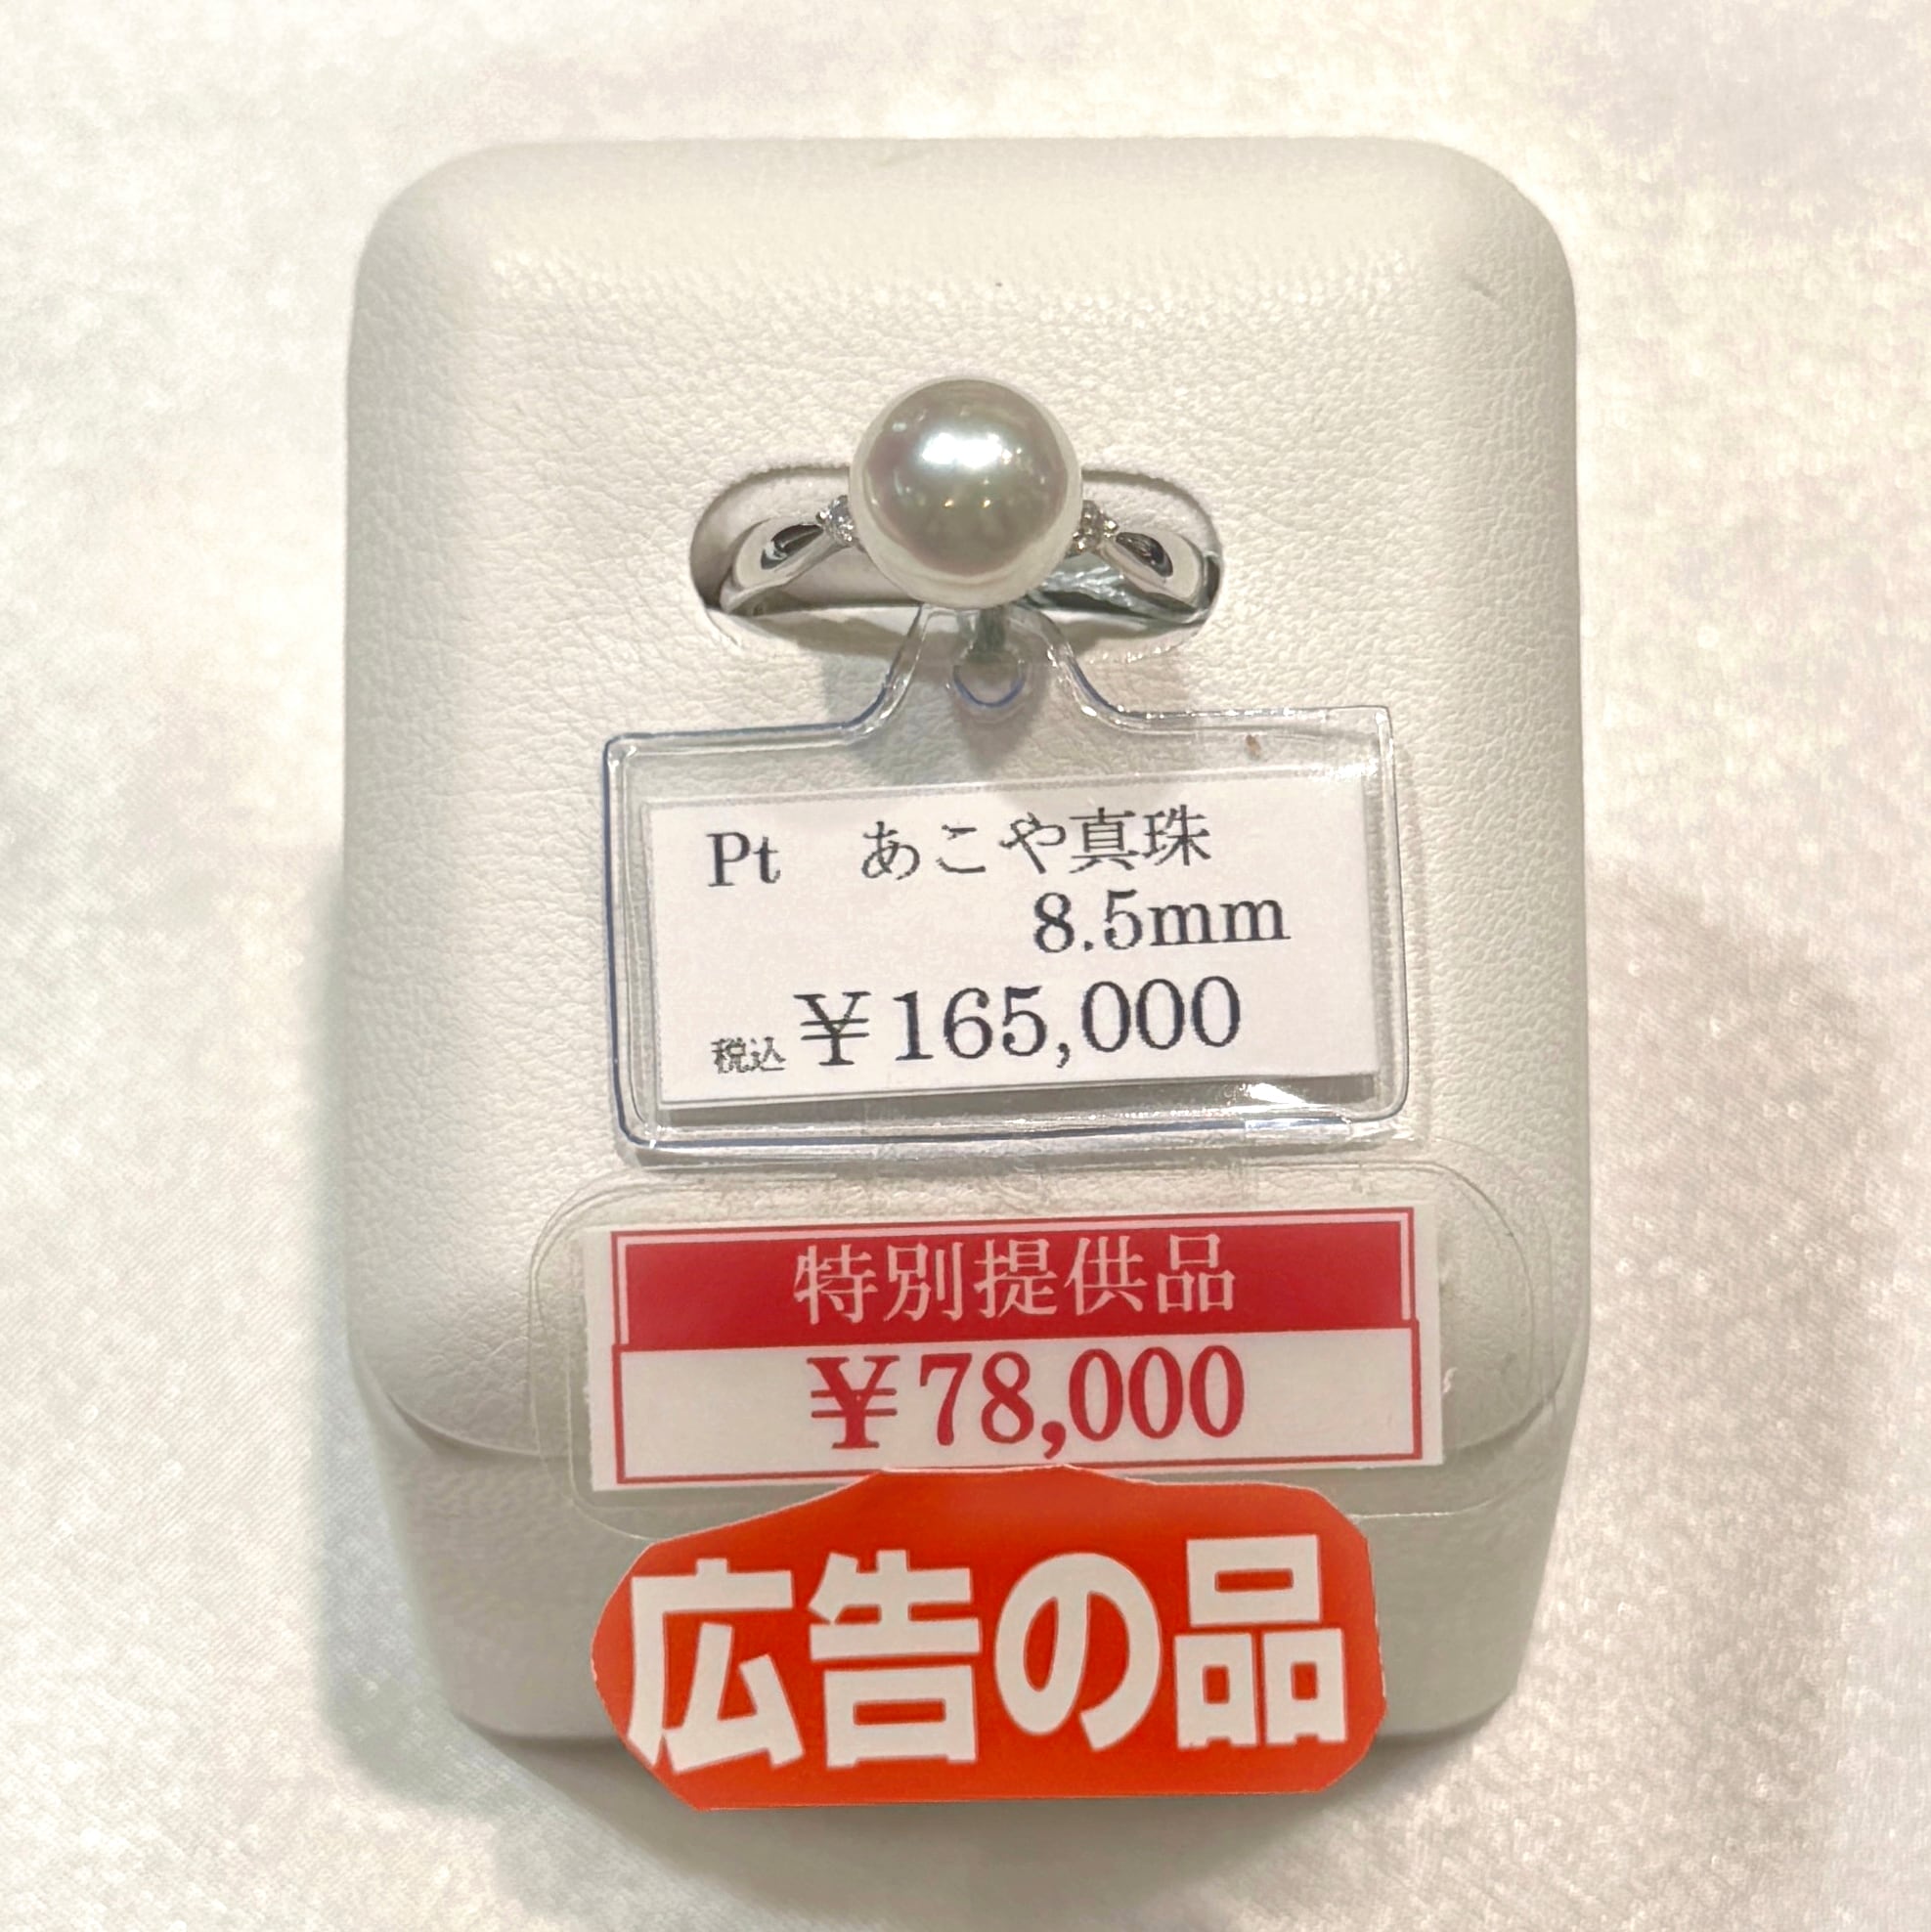 Pt あこや真珠
8.5mm
税込 ¥165,000
特別提供品
¥78,000
広告の品